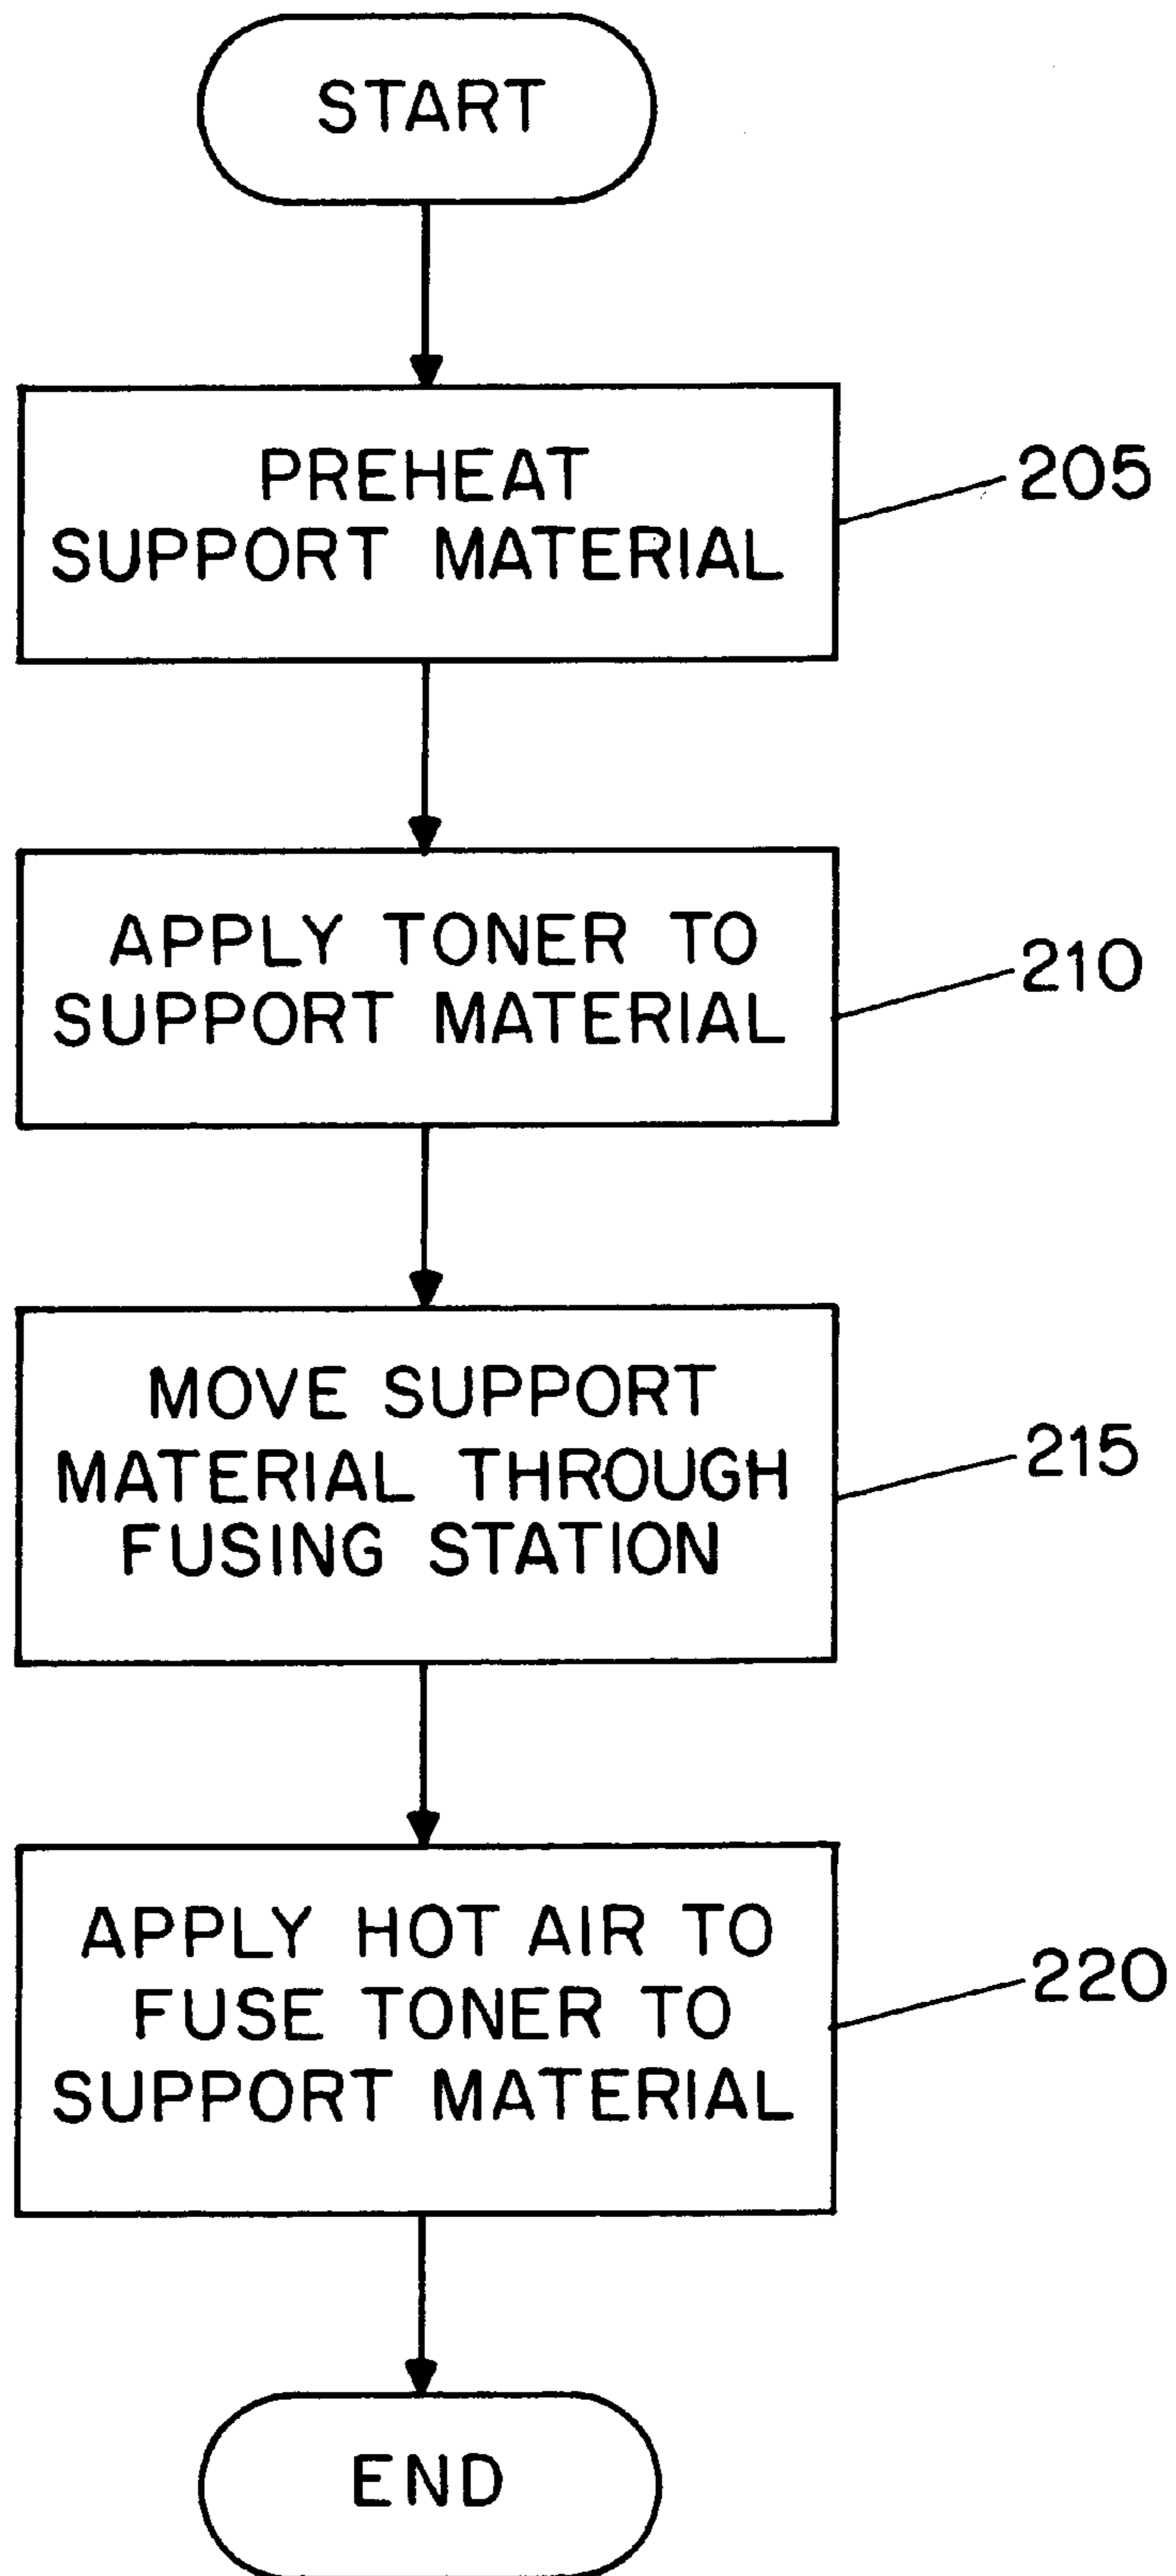 START
PREHEAT
SUPPORT MATERIAL
205
APPLY TONER TO
SUPPORT MATERIAL
210
MOVE SUPPORT
MATERIAL THROUGH
FUSING STATION
215
APPLY HOT AIR TO
FUSE TONER TO
SUPPORT MATERIAL
220
END